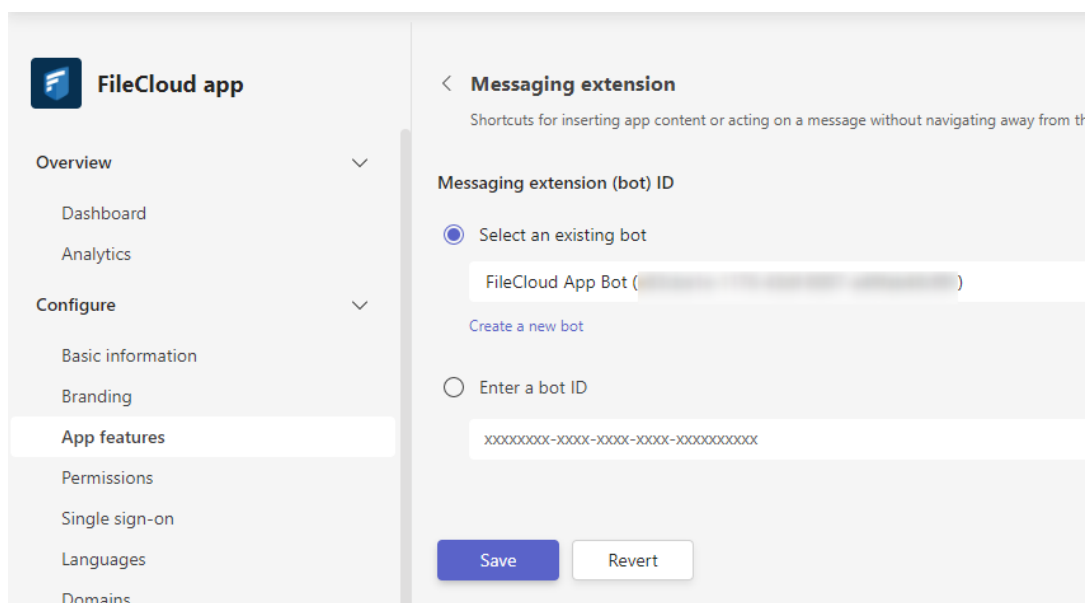 FileCloud app
Overview
Dashboard
Analytics
Configure
Basic information
Branding
App features
Permissions
Single sign-on
Languages
Domains
Messaging extension
Shortcuts for inserting app content or acting on a message without navigating away from th
Messaging extension (bot) ID
Select an existing bot
FileCloud App Bot ( )
Create a new bot
Enter a bot ID
xxxxxxxx-xxxx-xxxx-xxxx-xxxxxxxxxx
Save
Revert